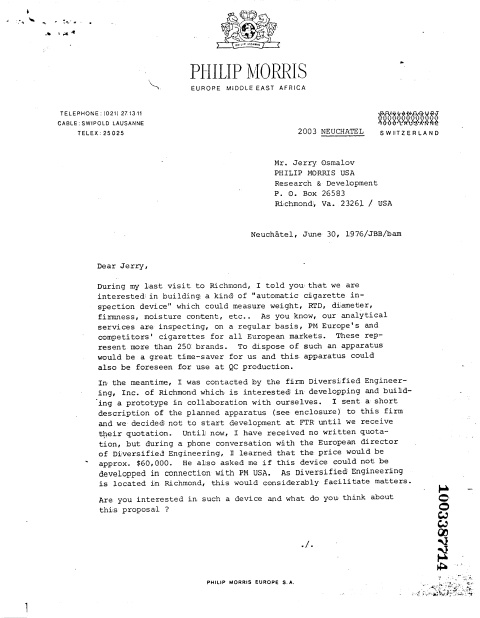 PHILIP MORRIS
EUROPE MIDDLE EAST AFRICA
TELEPHONE: (021) 27 13 11
CABLE: SWIPOLD LAUSANNE
TELEX: 25025
2003 NEUCHATEL
SWITZERLAND
Mr. Jerry Osmalov
PHILIP MORRIS USA
Research & Development
P. O. Box 26583
Richmond, Va. 23261 / USA
Neuchâtel, June 30, 1976/JBB/bam
Dear Jerry,
During my last visit to Richmond, I told you that we are
interested in building a kind of "automatic cigarette in-
spection device" which could measure weight, RTD, diameter,
firmness, moisture content, etc.. As you know, our analytical
services are inspecting, on a regular basis, PM Europe's and
competitors' cigarettes for all European markets. These rep-
resent more than 250 brands. To dispose of such an apparatus
would be a great time-saver for us and this apparatus could
also be foreseen for use at QC production.
In the meantime, I was contacted by the firm Diversified Engineer-
ing, Inc. of Richmond which is interested in developping and build-
ing a prototype in collaboration with ourselves. I sent a short
description of the planned apparatus (see enclosure) to this firm
and we decided not to start development at FTR until we receive
their quotation. Until now, I have received no written quota-
tion, but during a phone conversation with the European director
of Diversified Engineering, I learned that the price would be
approx. $60,000. He also asked me if this device could not be
developped in connection with PM USA. As Diversified Engineering
is located in Richmond, this would considerably facilitate matters.
Are you interested in such a device and what do you think about
this proposal ?
./.
1003387714
PHILIP MORRIS EUROPE S.A.